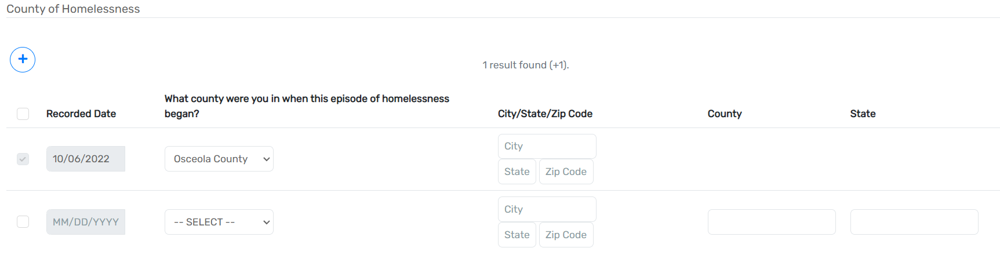 County of Homelessness
1 result found (+1).
What county were you in when this episode of homelessness
Recorded Date began? City/State/Zip Code County State
City
10/06/2022 Osceola County
State Zip Code
City
MM/DD/YYYY -- SELECT --
State Zip Code